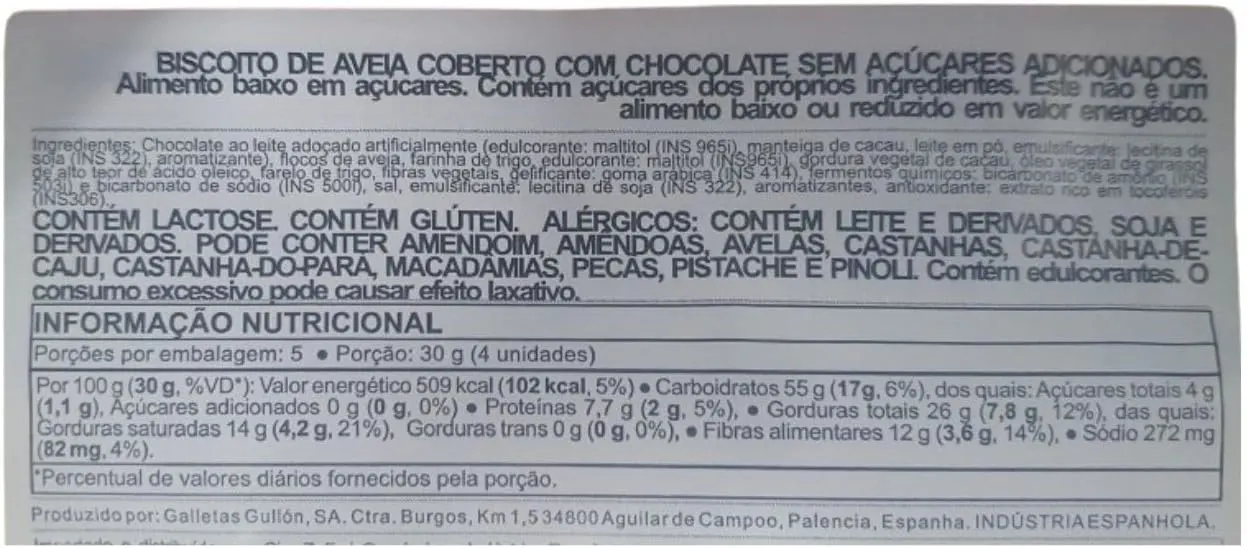 BISCOITO DE AVEIA COBERTO COM CHOCOLATE SEM AÇÚCARES ADICIONADOS.
Alimento baixo em açucares. Contém açúcares dos próprios ingredientes. Este não é um
alimento baixo ou reduzido em valor energético.
Ingredientes: Chocolate ao leite adoçado artificialmente (edulcorante: maltitol (INS 965i), manteiga de cacau, leite em pó, emulsificante: lecitina de
soja (INS 322), aromatizante), flocos de aveia, farinha de trigo, edulcorante: maltitol (INS965i), gordura vegetal de cacau, óleo vegetal de girassol
de alto teor de ácido oleico, farelo de trigo, fibras vegetais, gelificante: goma arábica (INS 414), fermentos químicos: bicarbonato de amônio (INS
503i) e bicarbonato de sódio (INS 500i), sal, emulsificante: lecitina de soja (INS 322), aromatizantes, antioxidante: extrato rico em tocoferóis
(INS306).
CONTÉM LACTOSE. CONTÉM GLÚTEN. ALÉRGICOS: CONTÉM LEITE E DERIVADOS, SOJA E
DERIVADOS. PODE CONTER AMENDOIM, AMÊNDOAS, AVELÃS, CASTANHAS, CASTANHA-DE-
CAJU, CASTANHA-DO-PARÁ, MACADÂMIAS, PECÃS, PISTACHE E PINOLI. Contém edulcorantes. O
consumo excessivo pode causar efeito laxativo.
INFORMAÇÃO NUTRICIONAL
Porções por embalagem: 5 ● Porção: 30 g (4 unidades)
Por 100 g (30 g, %VD*): Valor energético 509 kcal (102 kcal, 5%) ● Carboidratos 55 g (17g, 6%), dos quais: Açúcares totais 4 g
(1,1 g), Açúcares adicionados 0 g (0 g, 0%) ● Proteínas 7,7 g (2 g, 5%), ● Gorduras totais 26 g (7,8 g, 12%), das quais:
Gorduras saturadas 14 g (4,2 g, 21%), Gorduras trans 0 g (0 g, 0%), ● Fibras alimentares 12 g (3,6 g, 14%), ● Sódio 272 mg
(82 mg, 4%).
*Percentual de valores diários fornecidos pela porção.
Produzido por: Galletas Gullón, SA. Ctra. Burgos, Km 1,5 34800 Aguilar de Campoo, Palencia, Espanha. INDÚSTRIA ESPANHOLA.